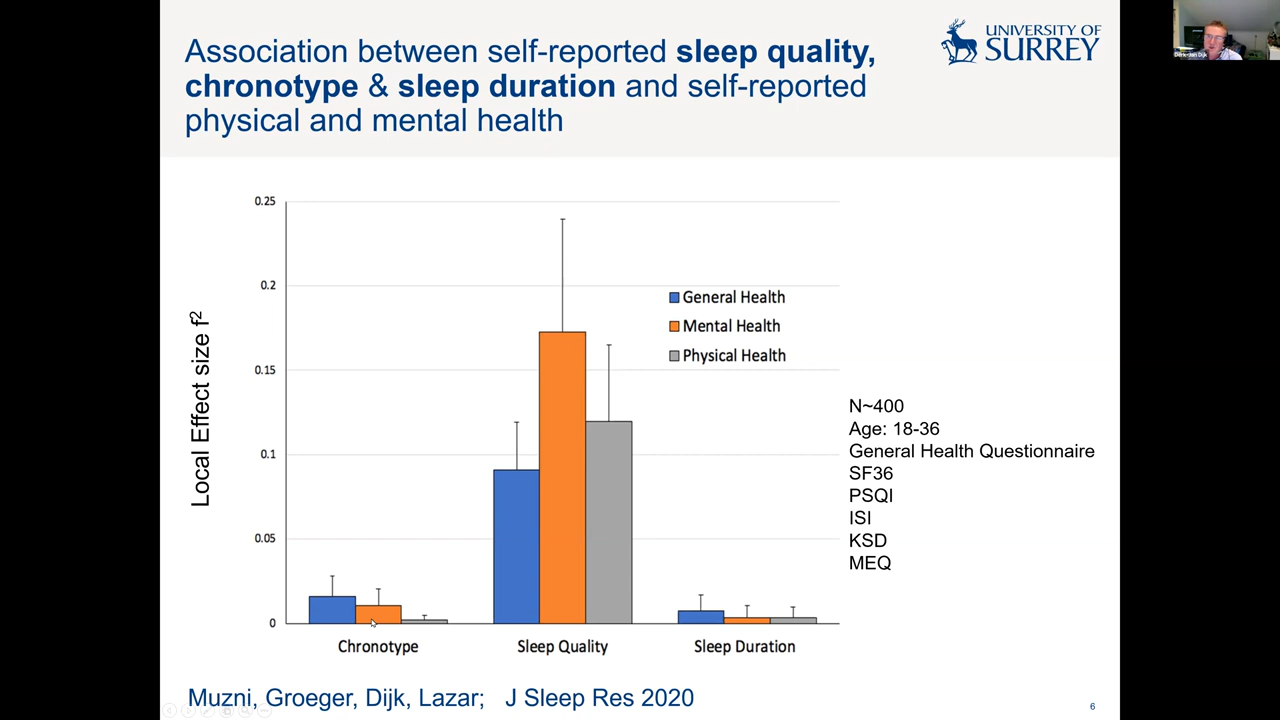 Association between self-reported sleep quality,
chronotype & sleep duration and self-reported
physical and mental health
UNIVERSITY OF
SURREY
0.25
0.2
0.15
0.1
0.05
0
Local Effect size f²
General Health
Mental Health
Physical Health
Chronotype
Sleep Quality
Sleep Duration
N~400
Age: 18-36
General Health Questionnaire
SF36
PSQI
ISI
KSD
MEQ
Muzni, Groeger, Dijk, Lazar; J Sleep Res 2020
6